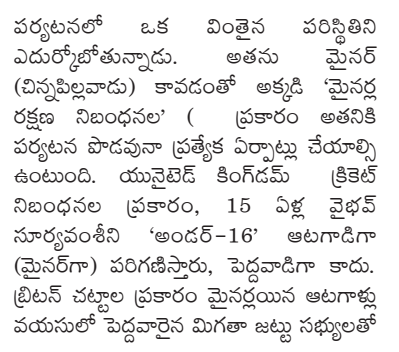 పర్యటనలో ఒక వింతైన పరిస్థితిని
ఎదుర్కోబోతున్నాడు. అతను మైనర్
(చిన్నపిల్లవాడు) కావడంతో అక్కడి ‘మైనర్ల
రక్షణ నిబంధనల’ ( ప్రకారం అతనికి
పర్యటన పొడవునా ప్రత్యేక ఏర్పాట్లు చేయాల్సి
ఉంటుంది. యునైటెడ్ కింగ్‌డమ్ క్రికెట్
నిబంధనల ప్రకారం, 15 ఏళ్ల వైభవ్
సూర్యవంశీని ‘అండర్-16’ ఆటగాడిగా
(మైనర్‌గా) పరిగణిస్తారు, పెద్దవాడిగా కాదు.
బ్రిటన్ చట్టాల ప్రకారం మైనర్లయిన ఆటగాళ్లు
వయసులో పెద్దవారైన మిగతా జట్టు సభ్యులతో